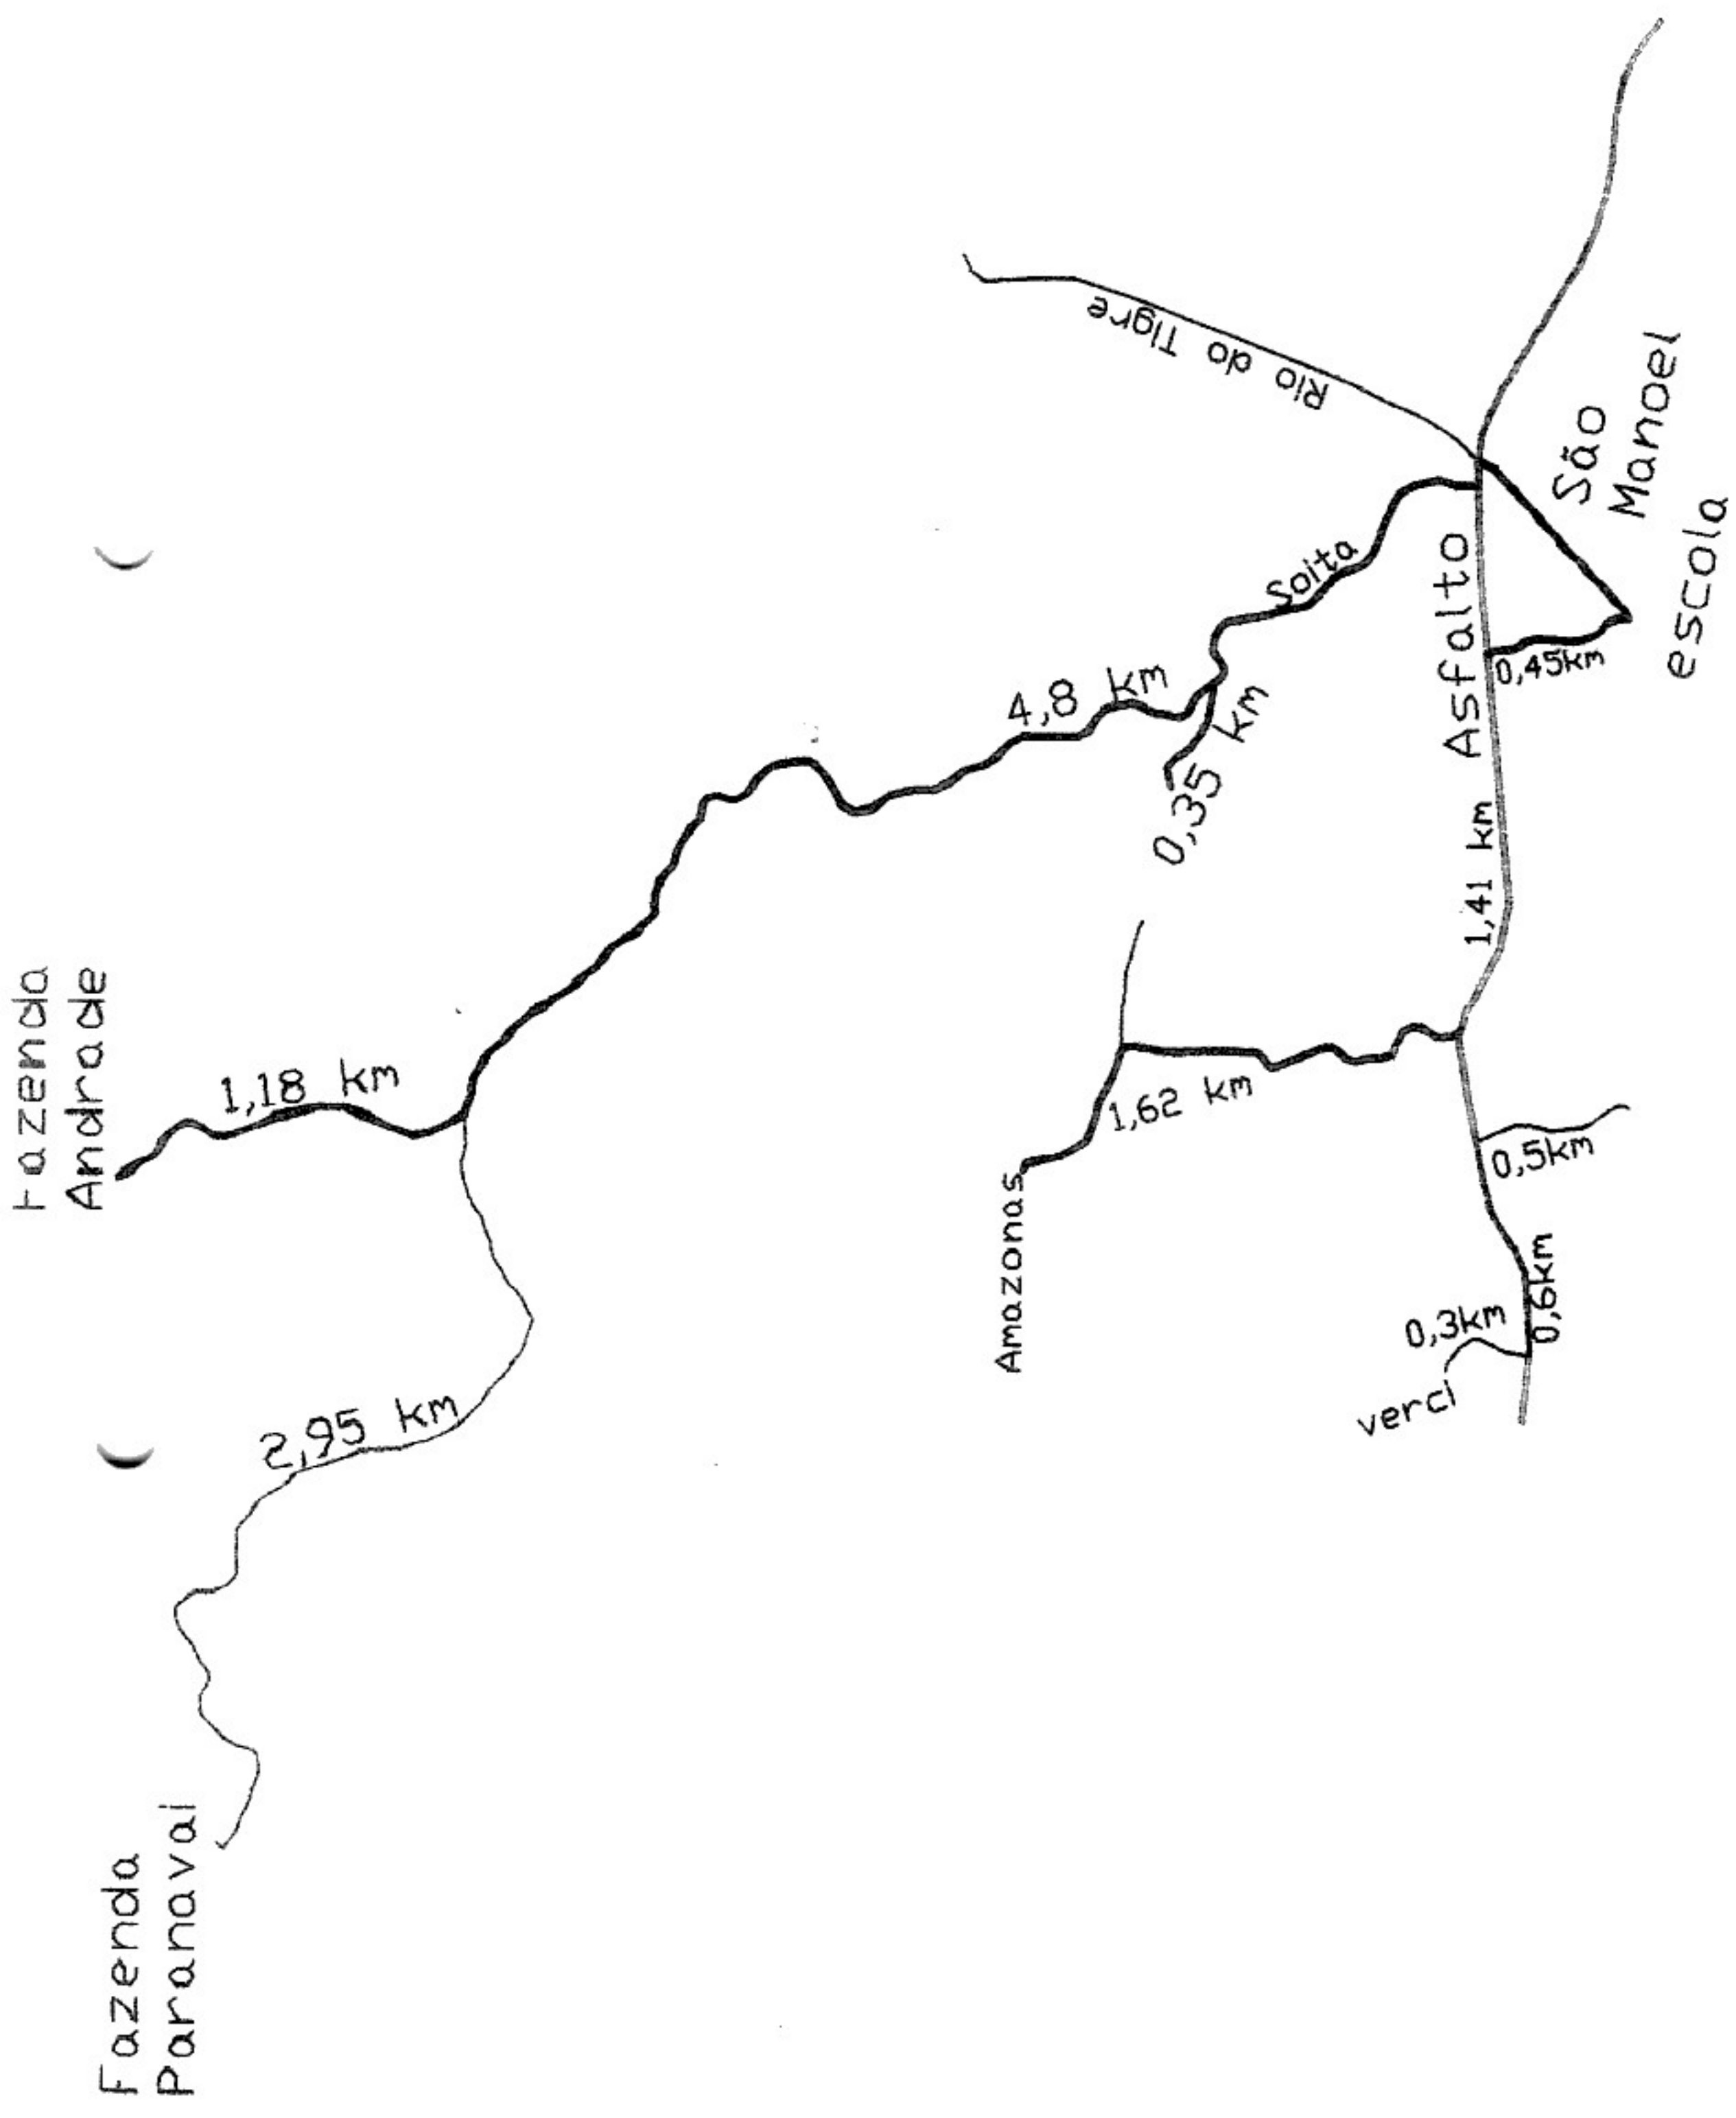 Fazenda
Andrade
1,18 km
Fazenda
Paranavai
2,95 km
4,8 km
Soita
0,35 km
Rio do Tigre
Asfalto
1,41 km
São
Manoel
escola
0,45km
Amazonas
1,62 km
0,5km
0,6km
0,3km
verci